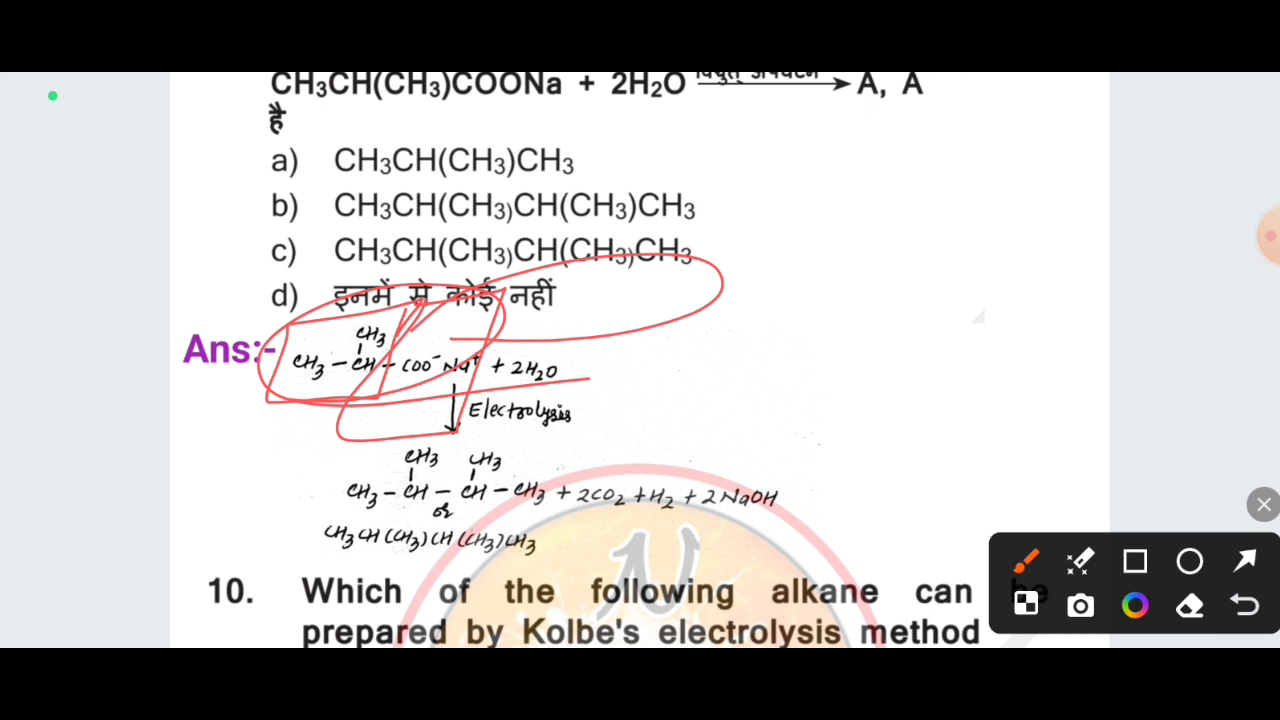 CH3CH(CH3)COONa + 2H2O विद्युत् अपघटन A, A
है
a) CH3CH(CH3)CH3
b) CH3CH(CH3)CH(CH3)CH3
c) CH3CH(CH3)CH(CH3)CH3
d) इनमें से कोई नहीं
Ans:-
CH3
CH3 - CH - COO⁻ Na⁺ + 2H2O
Electrolysis
CH3 CH3
CH3 - CH - CH - CH3 + 2CO2 + H2 + 2NaOH
or
CH3CH(CH3)CH(CH3)CH3
10. Which of the following alkane can be
prepared by Kolbe's electrolysis method